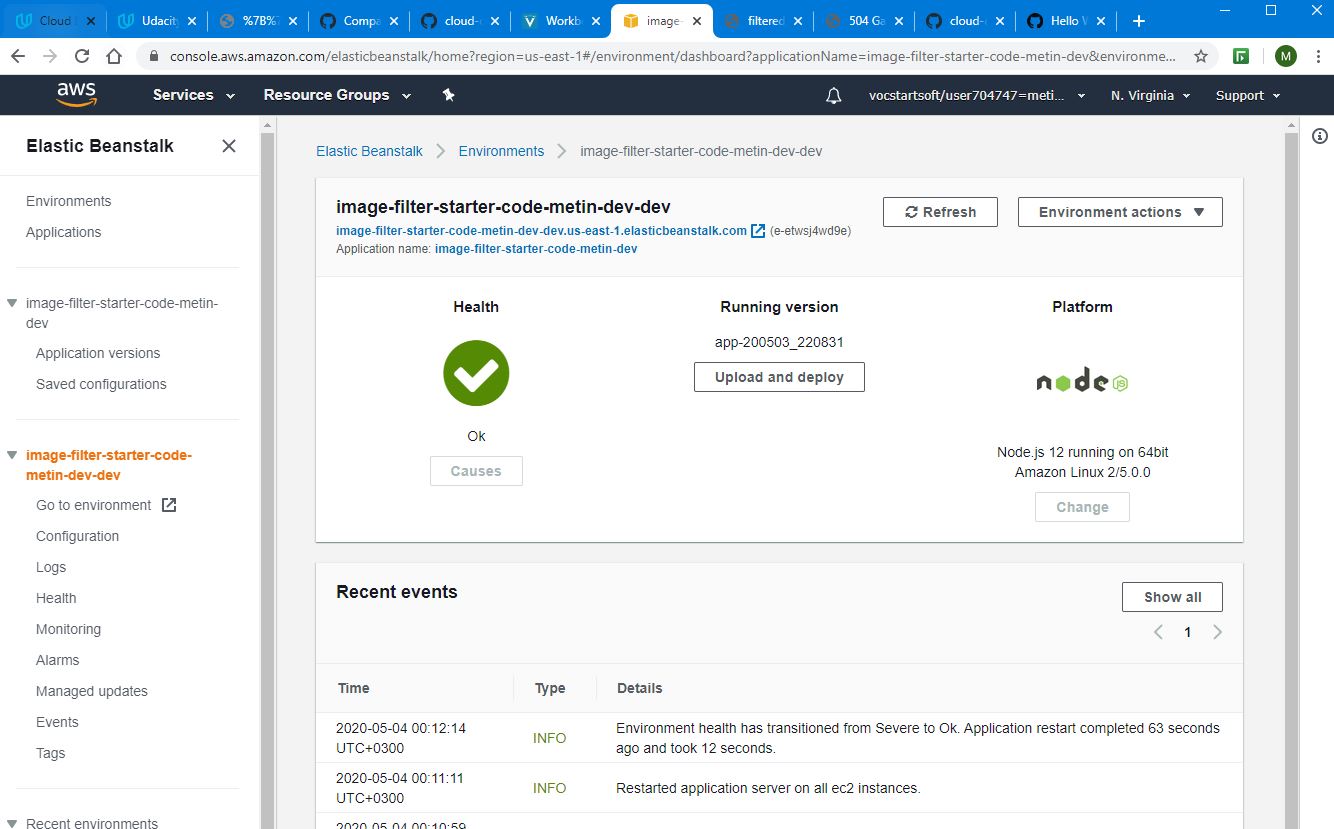 Cloud
Udacity
%7B%7
Compa
cloud-
Workb
image-
filtered
504 Ga
cloud-
Hello W
console.aws.amazon.com/elasticbeanstalk/home?region=us-east-1#/environment/dashboard?applicationName=image-filter-starter-code-metin-dev&environme...
M
aws
Services
Resource Groups
vocstartsoft/user704747=meti...
N. Virginia
Support
Elastic Beanstalk
Environments
Applications
image-filter-starter-code-metin-
dev
Application versions
Saved configurations
image-filter-starter-code-
metin-dev-dev
Go to environment
Configuration
Logs
Health
Monitoring
Alarms
Managed updates
Events
Tags
Recent environments
Elastic Beanstalk
Environments
image-filter-starter-code-metin-dev-dev
image-filter-starter-code-metin-dev-dev
image-filter-starter-code-metin-dev-dev.us-east-1.elasticbeanstalk.com (e-etwsj4wd9e)
Application name: image-filter-starter-code-metin-dev
Refresh
Environment actions
Health
Ok
Causes
Running version
app-200503_220831
Upload and deploy
Platform
node JS
Node.js 12 running on 64bit
Amazon Linux 2/5.0.0
Change
Recent events
Show all
1
Time Type Details
2020-05-04 00:12:14
UTC+0300
INFO
Environment health has transitioned from Severe to Ok. Application restart completed 63 seconds
ago and took 12 seconds.
2020-05-04 00:11:11
UTC+0300
INFO
Restarted application server on all ec2 instances.
2020-05-04 00:10:59